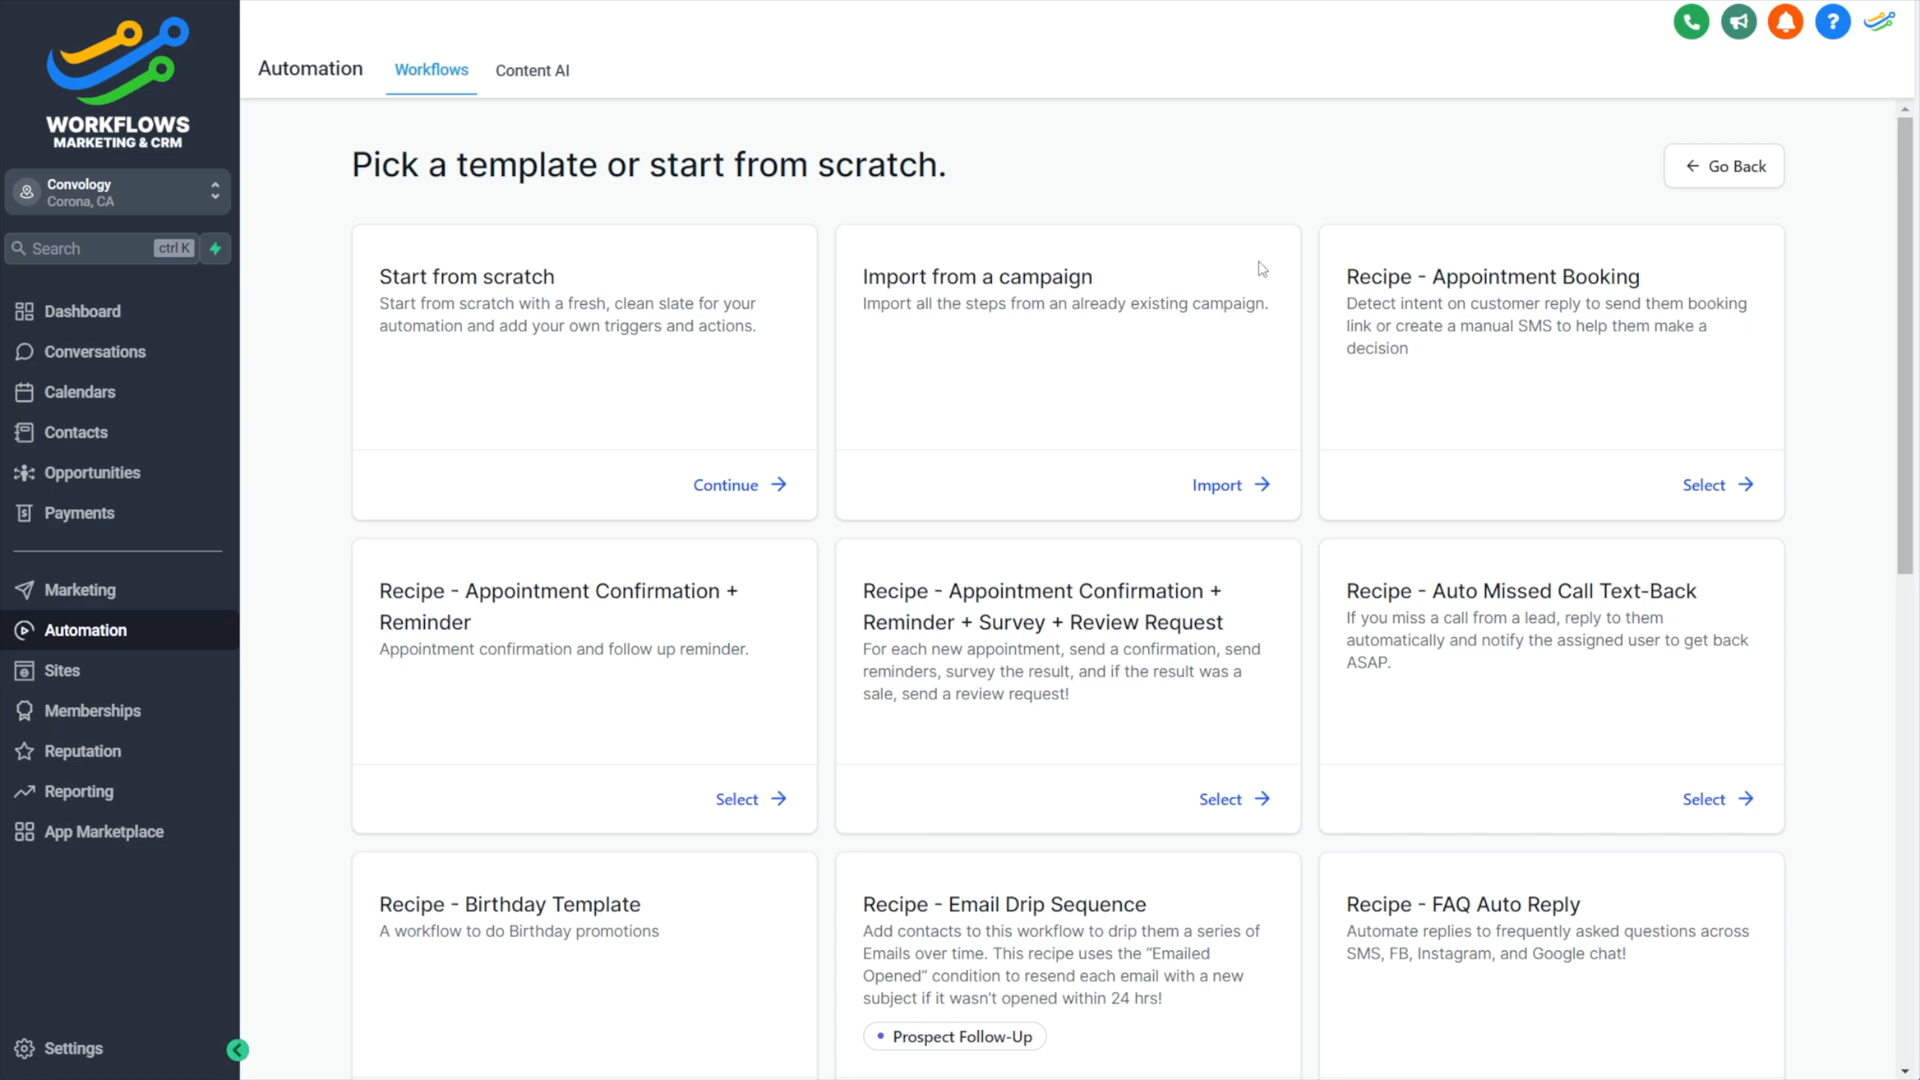 WORKFLOWS
MARKETING & CRM
Convology
Corona, CA
Search
ctrl K
Dashboard
Conversations
Calendars
Contacts
Opportunities
Payments
Marketing
Automation
Sites
Memberships
Reputation
Reporting
App Marketplace
Settings
Automation
Workflows
Content AI
Pick a template or start from scratch.
Go Back
Start from scratch
Start from scratch with a fresh, clean slate for your
automation and add your own triggers and actions.
Continue
Import from a campaign
Import all the steps from an already existing campaign.
Import
Recipe - Appointment Booking
Detect intent on customer reply to send them booking
link or create a manual SMS to help them make a
decision
Select
Recipe - Appointment Confirmation +
Reminder
Appointment confirmation and follow up reminder.
Select
Recipe - Appointment Confirmation +
Reminder + Survey + Review Request
For each new appointment, send a confirmation, send
reminders, survey the result, and if the result was a
sale, send a review request!
Select
Recipe - Auto Missed Call Text-Back
If you miss a call from a lead, reply to them
automatically and notify the assigned user to get back
ASAP.
Select
Recipe - Birthday Template
A workflow to do Birthday promotions
Recipe - Email Drip Sequence
Add contacts to this workflow to drip them a series of
Emails over time. This recipe uses the “Emailed
Opened” condition to resend each email with a new
subject if it wasn’t opened within 24 hrs!
Prospect Follow-Up
Recipe - FAQ Auto Reply
Automate replies to frequently asked questions across
SMS, FB, Instagram, and Google chat!